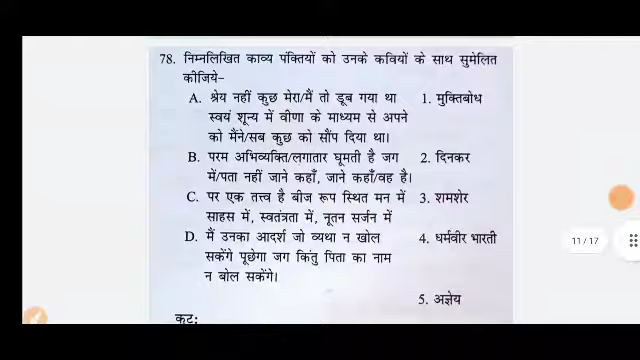 78. निम्नलिखित काव्य पंक्तियों को उनके कवियों के साथ सुमेलित
कीजिये–
A. श्रेय नहीं कुछ मेरा/मैं तो डूब गया था 1. मुक्तिबोध
स्वयं शून्य में वीणा के माध्यम से अपने
को मैंने/सब कुछ को सौंप दिया था।
B. परम अभिव्यक्ति/लगातार घूमती है जग 2. दिनकर
में/पता नहीं जाने कहाँ, जाने कहाँ/वह है।
C. पर एक तत्त्व है बीज रूप स्थित मन में 3. शमशेर
साहस में, स्वतंत्रता में, नूतन सर्जन में
D. मैं उनका आदर्श जो व्यथा न खोल 4. धर्मवीर भारती
सकेंगे पूछेगा जग किंतु पिता का नाम
न बोल सकेंगे।
5. अज्ञेय
कूट:
11 / 17